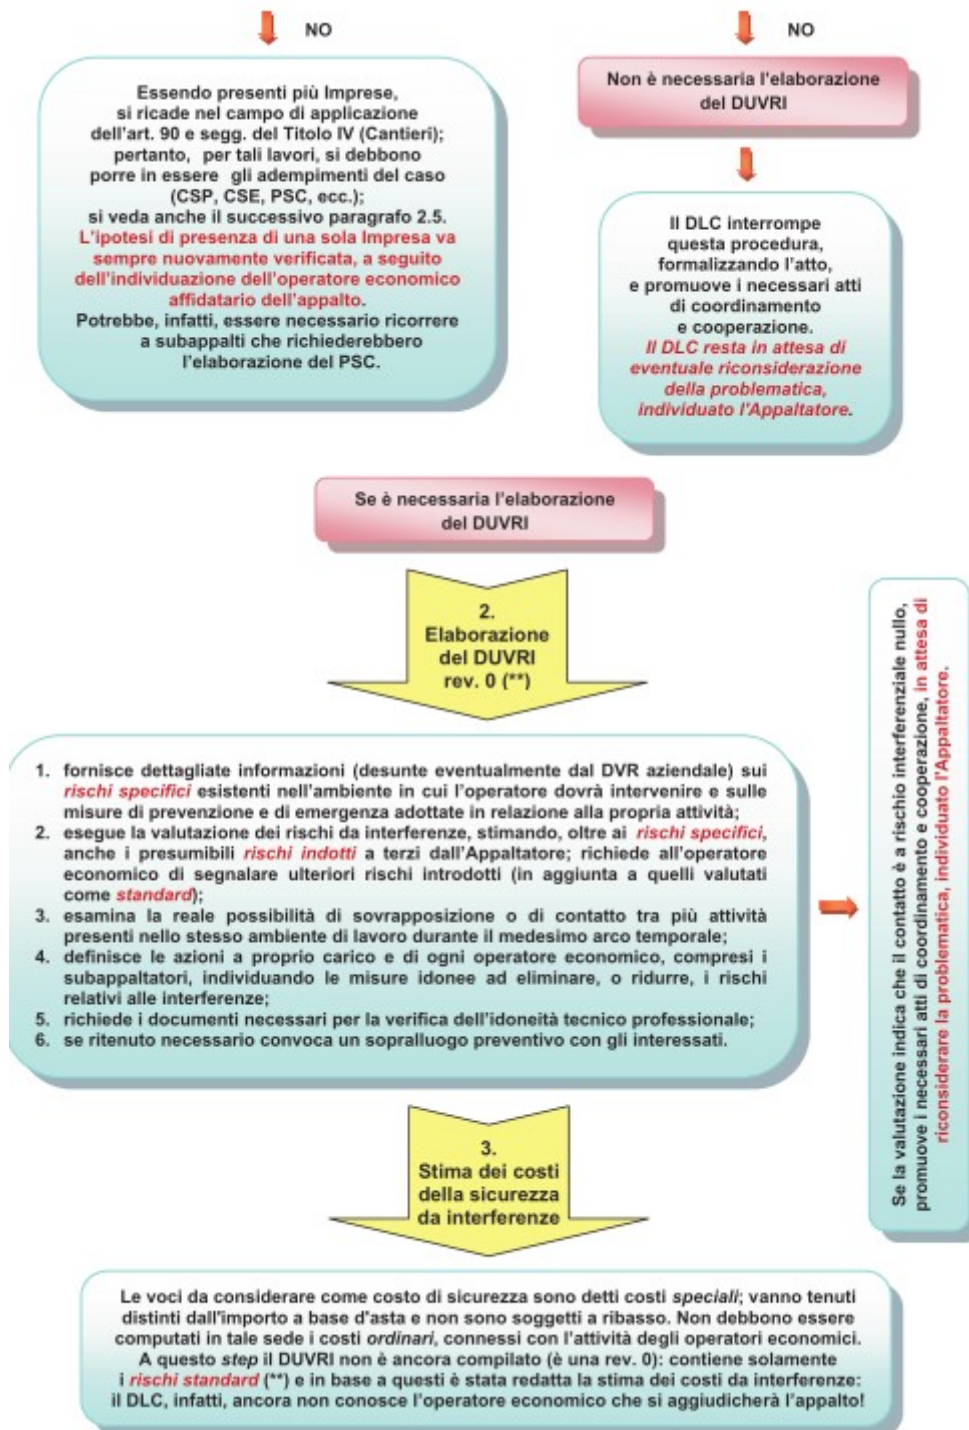 NO
Essendo presenti più Imprese,
si ricade nel campo di applicazione
dell'art. 90 e segg. del Titolo IV (Cantieri);
pertanto, per tali lavori, si debbono
porre in essere gli adempimenti del caso
(CSP, CSE, PSC, ecc.);
si veda anche il successivo paragrafo 2.5.
L'ipotesi di presenza di una sola Impresa va
sempre nuovamente verificata, a seguito
dell'individuazione dell'operatore economico
affidatario dell'appalto.
Potrebbe, infatti, essere necessario ricorrere
a subappalti che richiederebbero
l'elaborazione del PSC.
NO
Non è necessaria l'elaborazione
del DUVRI
Il DLC interrompe
questa procedura,
formalizzando l'atto,
e promuove i necessari atti
di coordinamento
e cooperazione.
Il DLC resta in attesa di
eventuale riconsiderazione
della problematica,
individuato l'Appaltatore.
Se è necessaria l'elaborazione
del DUVRI
2.
Elaborazione
del DUVRI
rev. 0 (**)
1. fornisce dettagliate informazioni (desunte eventualmente dal DVR aziendale) sui
rischi specifici esistenti nell'ambiente in cui l'operatore dovrà intervenire e sulle
misure di prevenzione e di emergenza adottate in relazione alla propria attività;
2. esegue la valutazione dei rischi da interferenze, stimando, oltre ai rischi specifici,
anche i presumibili rischi indotti a terzi dall'Appaltatore; richiede all'operatore
economico di segnalare ulteriori rischi introdotti (in aggiunta a quelli valutati
come standard);
3. esamina la reale possibilità di sovrapposizione o di contatto tra più attività
presenti nello stesso ambiente di lavoro durante il medesimo arco temporale;
4. definisce le azioni a proprio carico e di ogni operatore economico, compresi i
subappaltatori, individuando le misure idonee ad eliminare, o ridurre, i rischi
relativi alle interferenze;
5. richiede i documenti necessari per la verifica dell'idoneità tecnico professionale;
6. se ritenuto necessario convoca un sopralluogo preventivo con gli interessati.
Se la valutazione indica che il contatto è a rischio interferenziale nullo,
promuove i necessari atti di coordinamento e cooperazione, in attesa di
riconsiderare la problematica, individuato l'Appaltatore.
3.
Stima dei costi
della sicurezza
da interferenze
Le voci da considerare come costo di sicurezza sono detti costi speciali; vanno tenuti
distinti dall'importo a base d'asta e non sono soggetti a ribasso. Non debbono essere
computati in tale sede i costi ordinari, connessi con l'attività degli operatori economici.
A questo step il DUVRI non è ancora compilato (è una rev. 0): contiene solamente
i rischi standard (**) e in base a questi è stata redatta la stima dei costi da interferenze:
il DLC, infatti, ancora non conosce l'operatore economico che si aggiudicherà l'appalto!